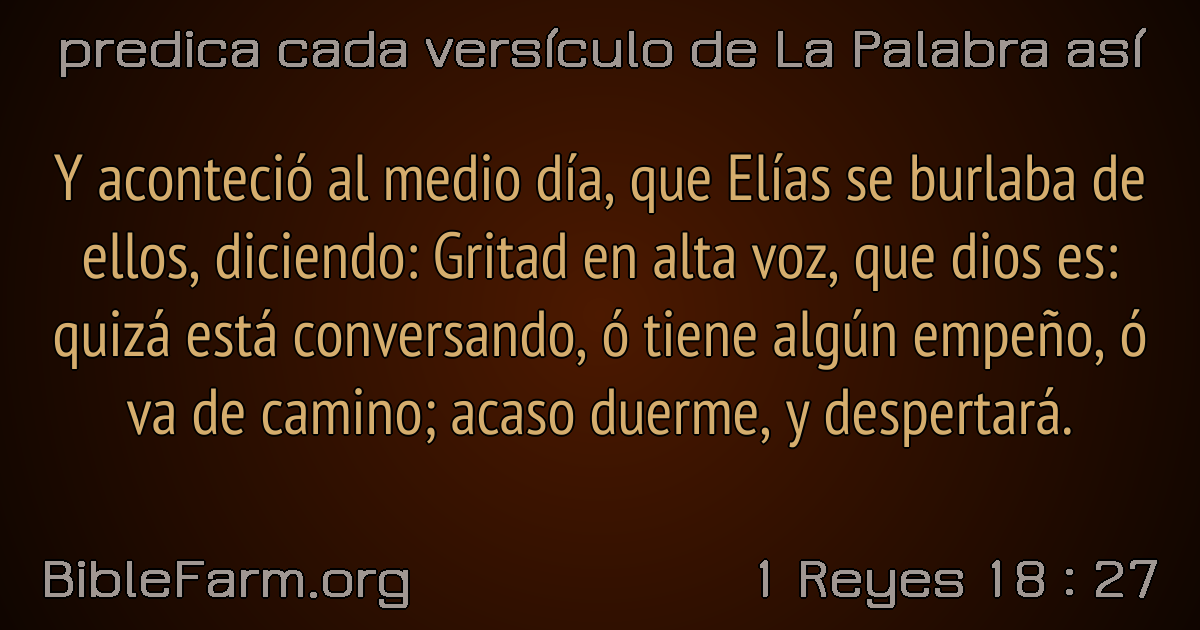 predica cada versículo de La Palabra así
Y aconteció al medio día, que Elías se burlaba de
ellos, diciendo: Gritad en alta voz, que dios es:
quizá está conversando, ó tiene algún empeño, ó
va de camino; acaso duerme, y despertará.
BibleFarm.org
1 Reyes 18 : 27